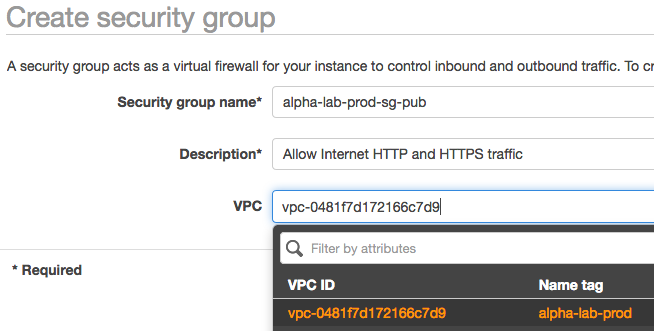 Create security group
A security group acts as a virtual firewall for your instance to control inbound and outbound traffic. To cr
Security group name* alpha-lab-prod-sg-pub
Description* Allow Internet HTTP and HTTPS traffic
VPC vpc-0481f7d172166c7d9
Filter by attributes
* Required
VPC ID Name tag
vpc-0481f7d172166c7d9 alpha-lab-prod